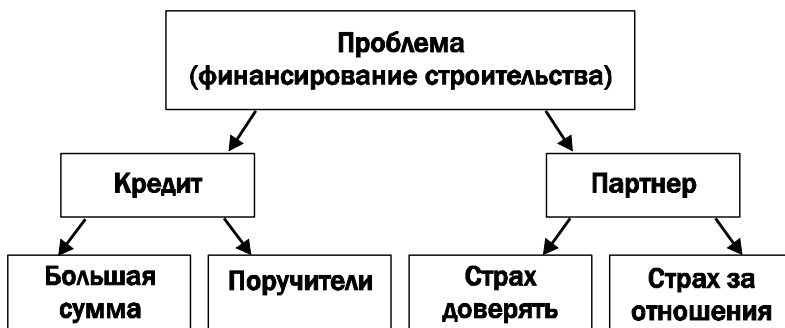 Проблема
(финансирование строительства)
Кредит
Партнер
Большая
сумма
Поручители
Страх
доверять
Страх за
отношения